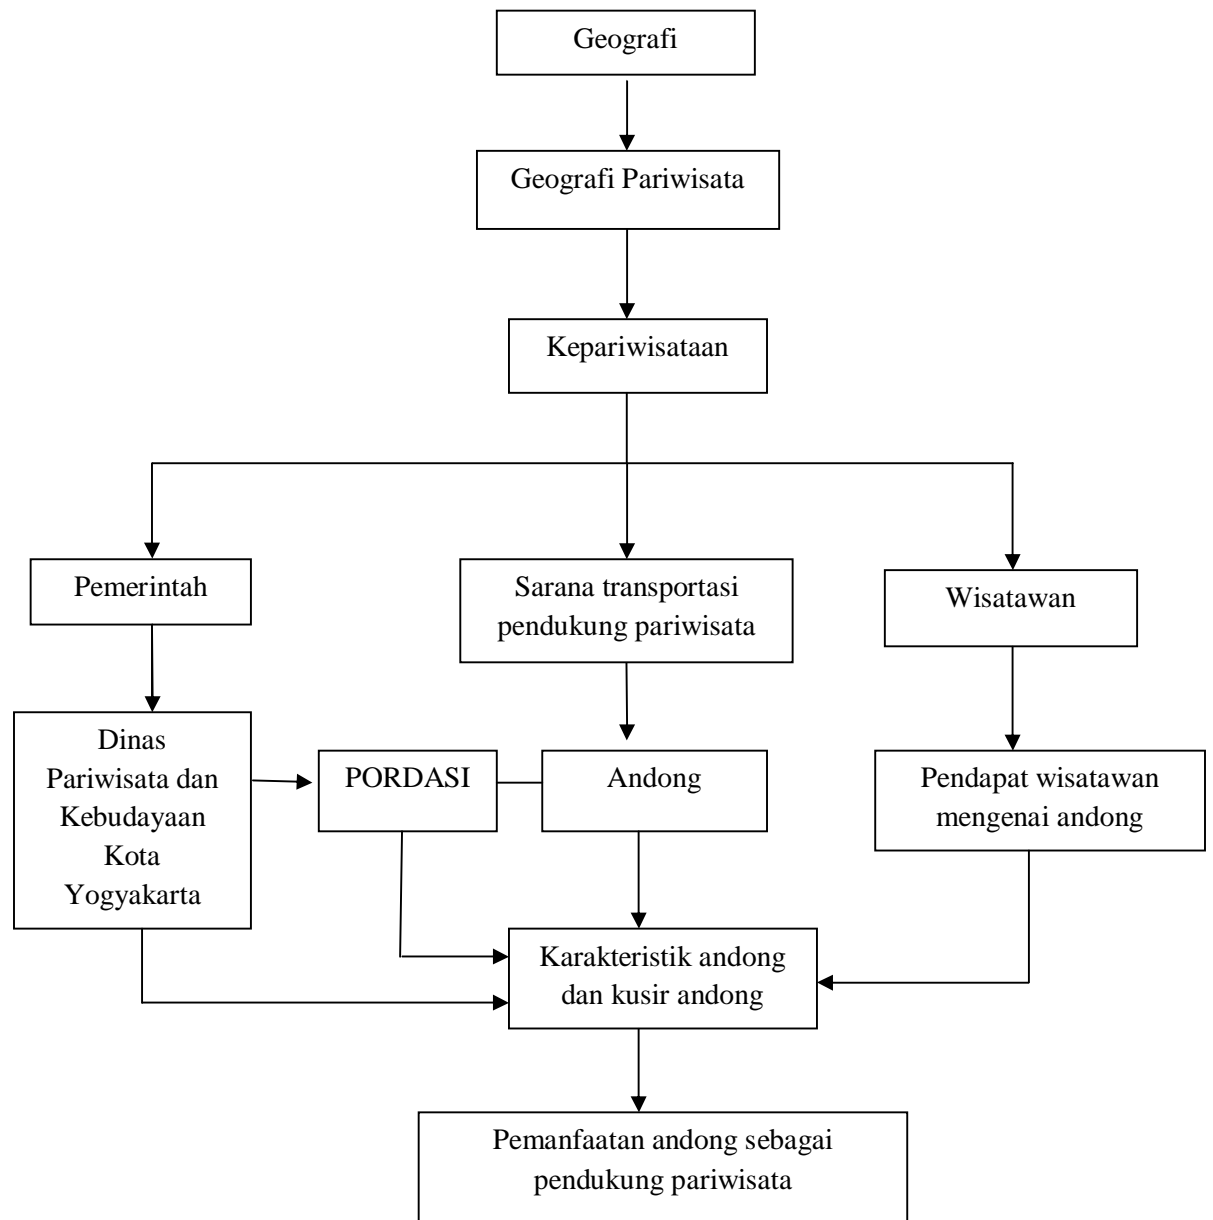 Geografi
Geografi Pariwisata
Kepariwisataan
Pemerintah
Sarana transportasi
pendukung pariwisata
Wisatawan
Dinas
Pariwisata dan
Kebudayaan
Kota
Yogyakarta
PORDASI
Andong
Pendapat wisatawan
mengenai andong
Karakteristik andong
dan kusir andong
Pemanfaatan andong sebagai
pendukung pariwisata